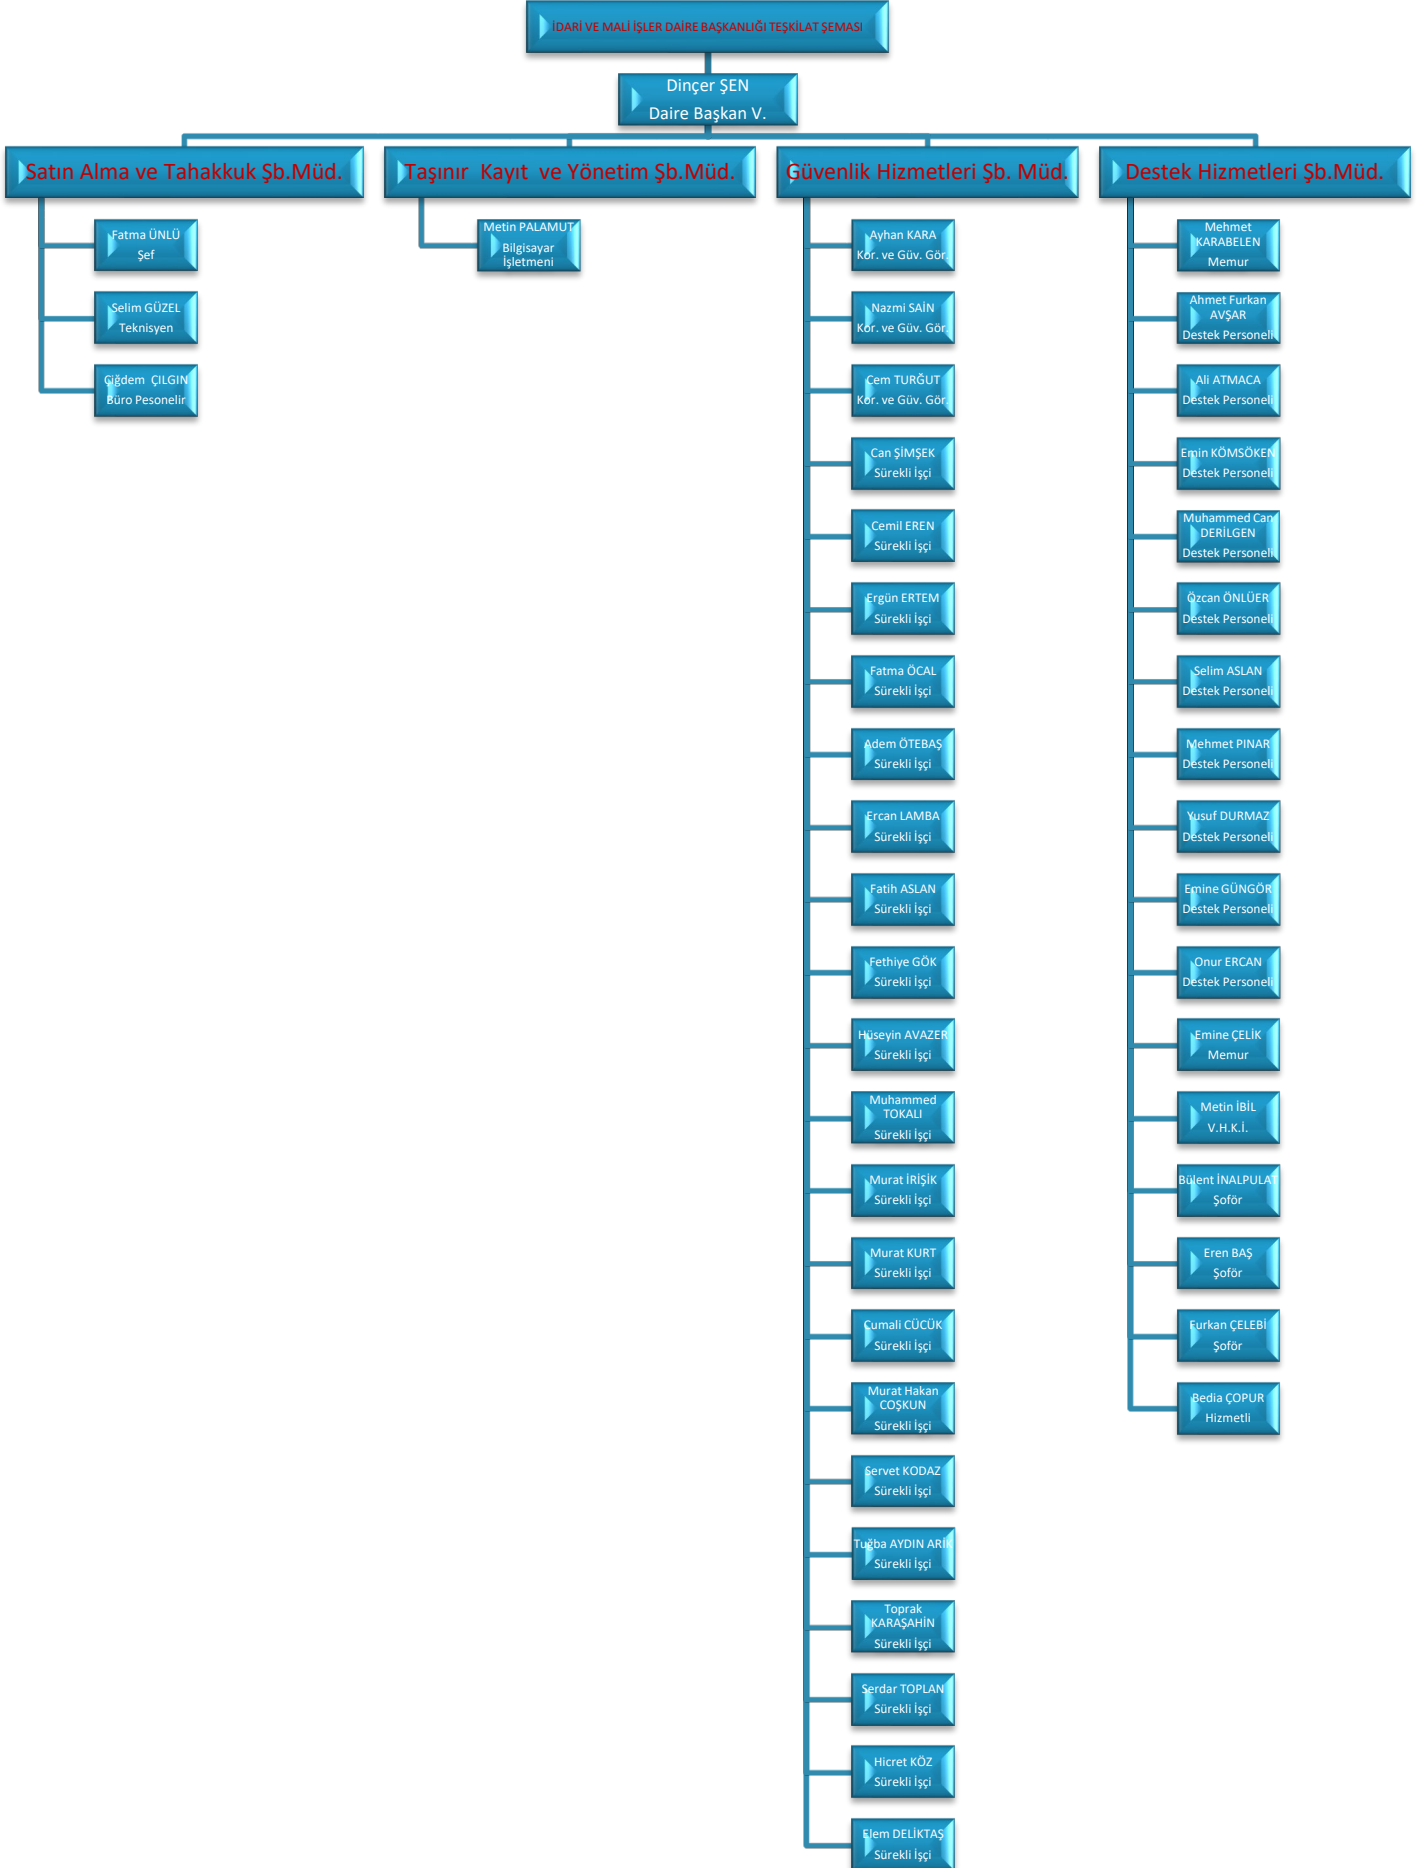 İDARİ VE MALİ İŞLER DAİRE BAŞKANLIĞI TEŞKİLAT ŞEMASI
Dinçer ŞEN
Daire Başkan V.
Satın Alma ve Tahakkuk Şb.Müd.
Fatma ÜNLÜ
Şef
Selim GÜZEL
Teknisyen
Çiğdem ÇILGIN
Büro Pesonelir
Taşınır Kayıt ve Yönetim Şb.Müd.
Metin PALAMUT
Bilgisayar
İşletmeni
Güvenlik Hizmetleri Şb. Müd.
Ayhan KARA
Kor. ve Güv. Gör.
Nazmi SAİN
Kor. ve Güv. Gör.
Cem TURĞUT
Kor. ve Güv. Gör.
Can ŞİMŞEK
Sürekli İşçi
Cemil EREN
Sürekli İşçi
Ergün ERTEM
Sürekli İşçi
Fatma ÖCAL
Sürekli İşçi
Adem ÖTEBAŞ
Sürekli İşçi
Ercan LAMBA
Sürekli İşçi
Fatih ASLAN
Sürekli İşçi
Fethiye GÖK
Sürekli İşçi
Hüseyin AVAZER
Sürekli İşçi
Muhammed
TOKALI
Sürekli İşçi
Murat İRİŞİK
Sürekli İşçi
Murat KURT
Sürekli İşçi
Cumali CÜCÜK
Sürekli İşçi
Murat Hakan
COŞKUN
Sürekli İşçi
Servet KODAZ
Sürekli İşçi
Tuğba AYDIN ARİK
Sürekli İşçi
Toprak
KARAŞAHİN
Sürekli İşçi
Serdar TOPLAN
Sürekli İşçi
Hicret KÖZ
Sürekli İşçi
Elem DELİKTAŞ
Sürekli İşçi
Destek Hizmetleri Şb.Müd.
Mehmet
KARABELEN
Memur
Ahmet Furkan
AVŞAR
Destek Personeli
Ali ATMACA
Destek Personeli
Emin KÖMSÖKEN
Destek Personeli
Muhammed Can
DERİLGEN
Destek Personeli
Özcan ÖNLÜER
Destek Personeli
Selim ASLAN
Destek Personeli
Mehmet PINAR
Destek Personeli
Yusuf DURMAZ
Destek Personeli
Emine GÜNGÖR
Destek Personeli
Onur ERCAN
Destek Personeli
Emine ÇELİK
Memur
Metin İBİL
V.H.K.İ.
Bülent İNALPULAT
Şoför
Eren BAŞ
Şoför
Furkan ÇELEBİ
Şoför
Bedia ÇOPUR
Hizmetli